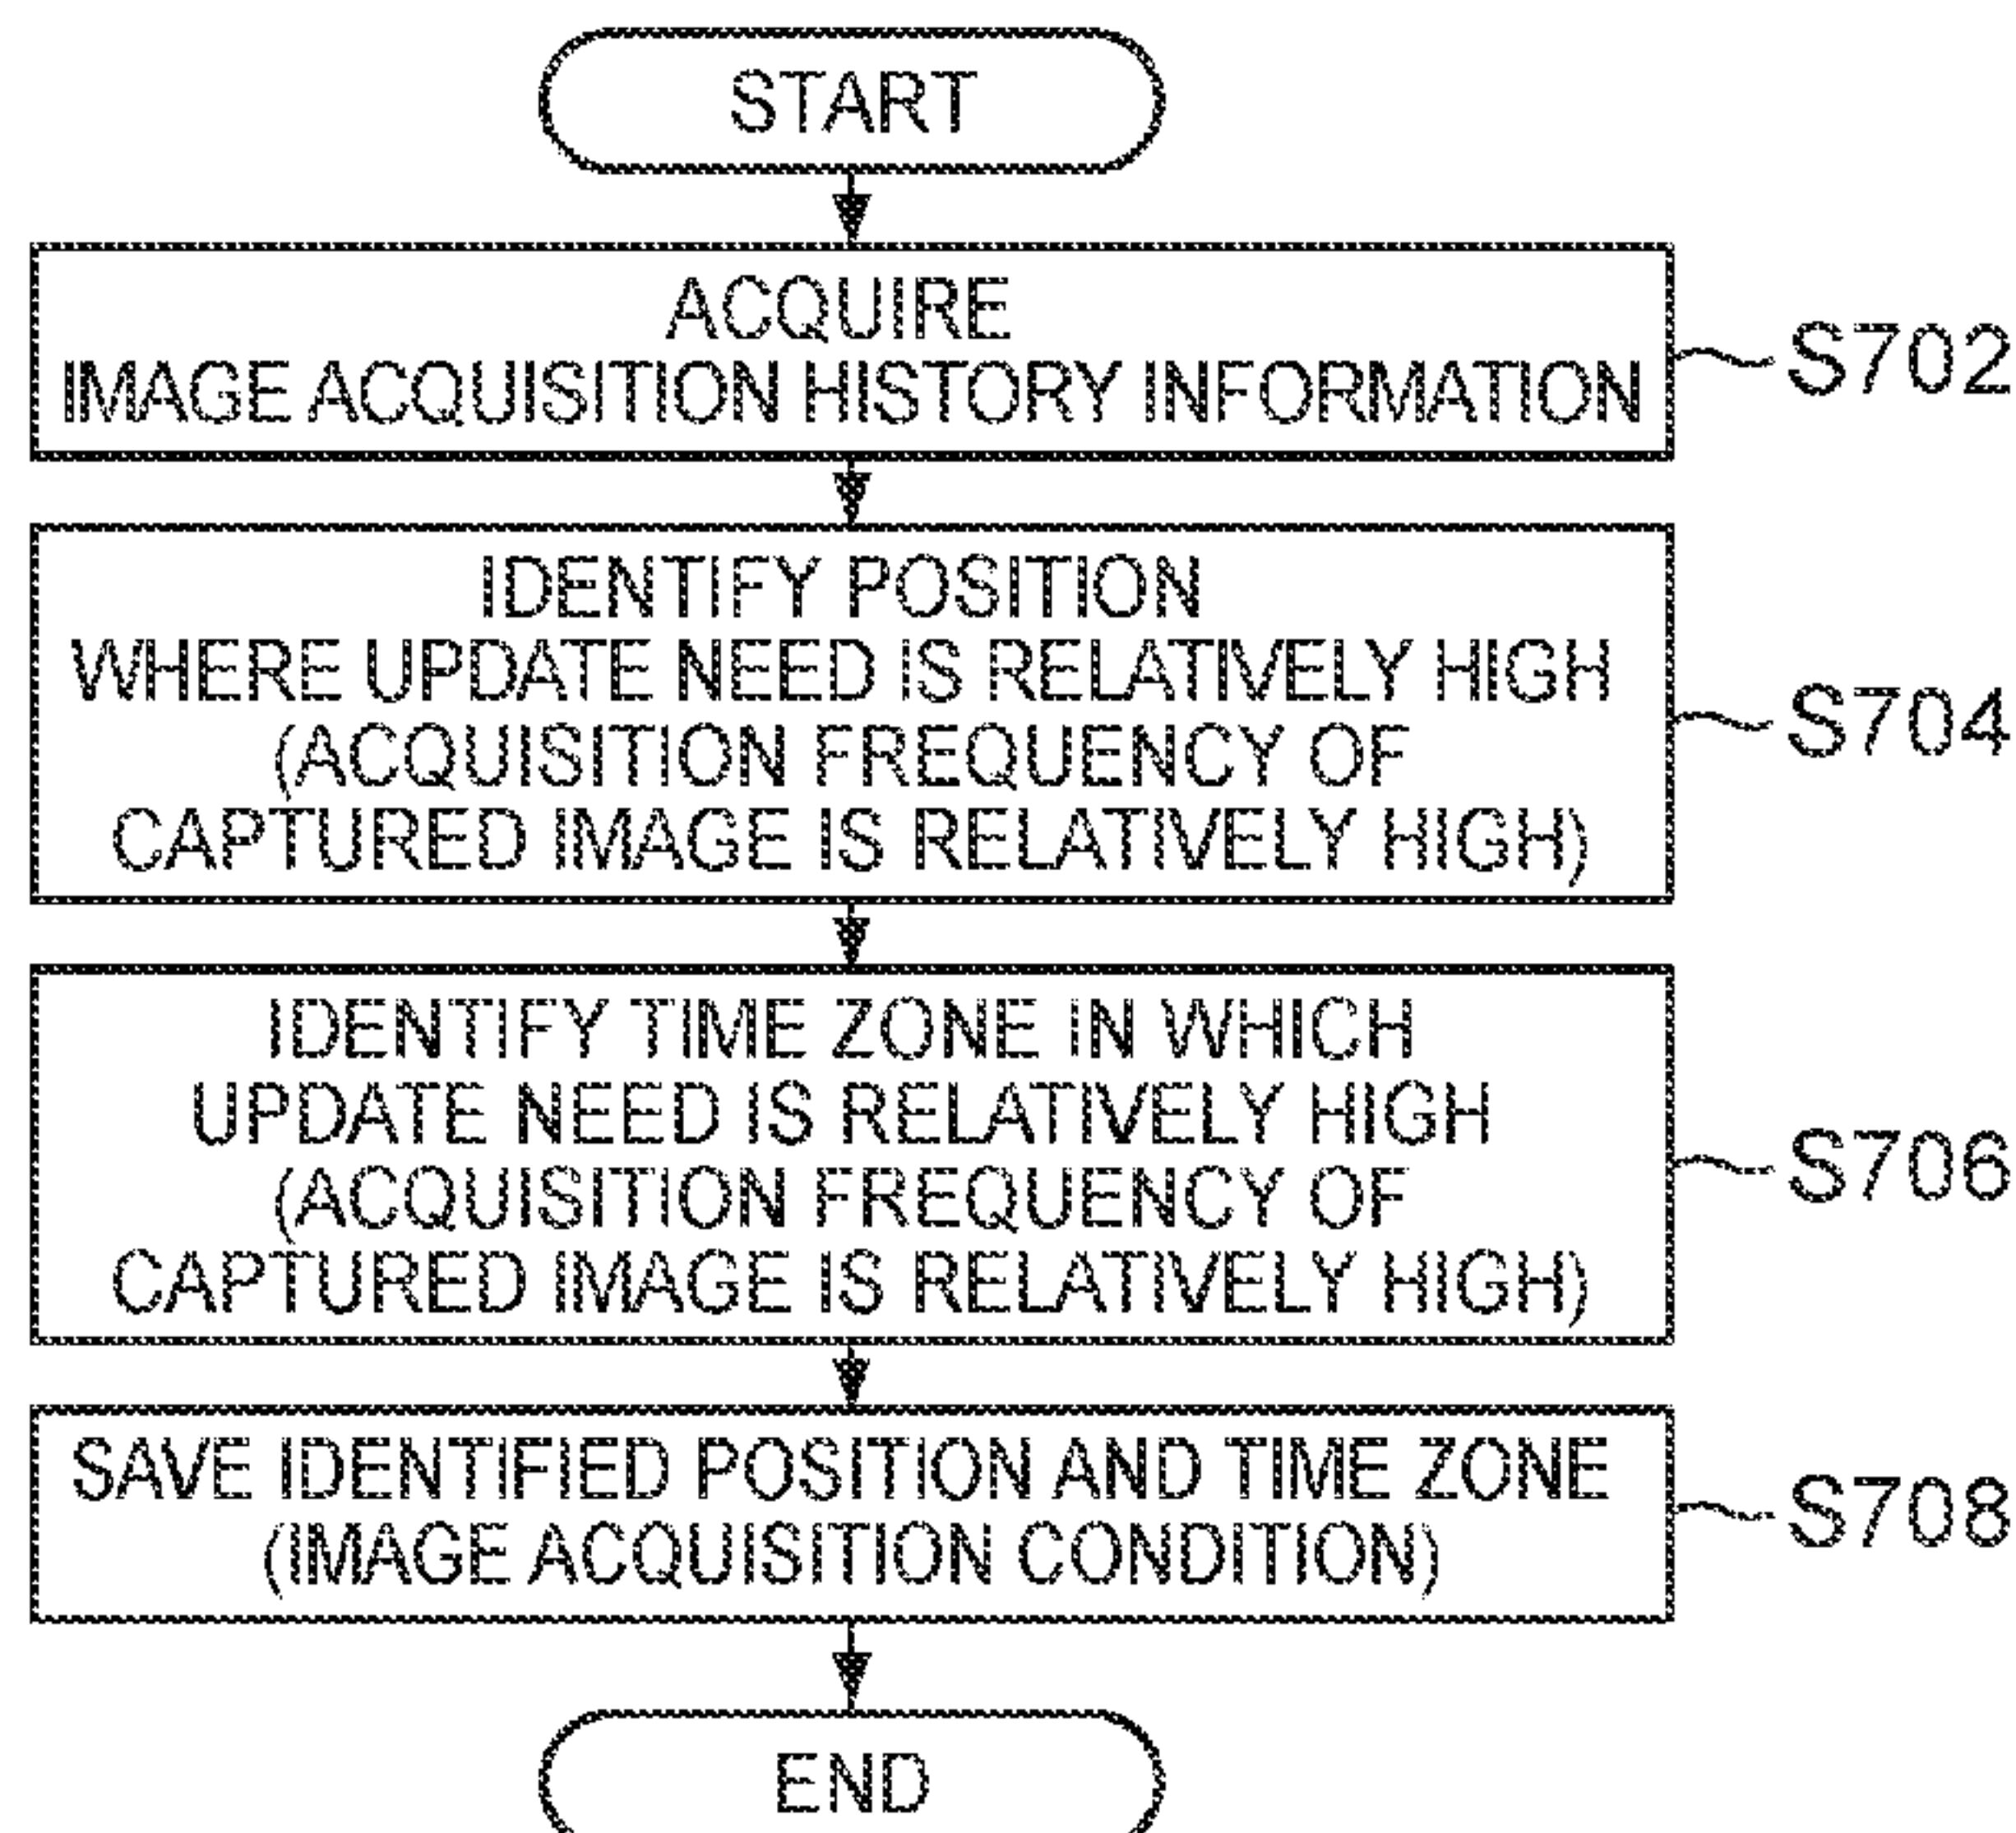 START
ACQUIRE
IMAGE ACQUISITION HISTORY INFORMATION
S702
IDENTIFY POSITION
WHERE UPDATE NEED IS RELATIVELY HIGH
(ACQUISITION FREQUENCY OF
CAPTURED IMAGE IS RELATIVELY HIGH)
S704
IDENTIFY TIME ZONE IN WHICH
UPDATE NEED IS RELATIVELY HIGH
(ACQUISITION FREQUENCY OF
CAPTURED IMAGE IS RELATIVELY HIGH)
S706
SAVE IDENTIFIED POSITION AND TIME ZONE
(IMAGE ACQUISITION CONDITION)
S708
END